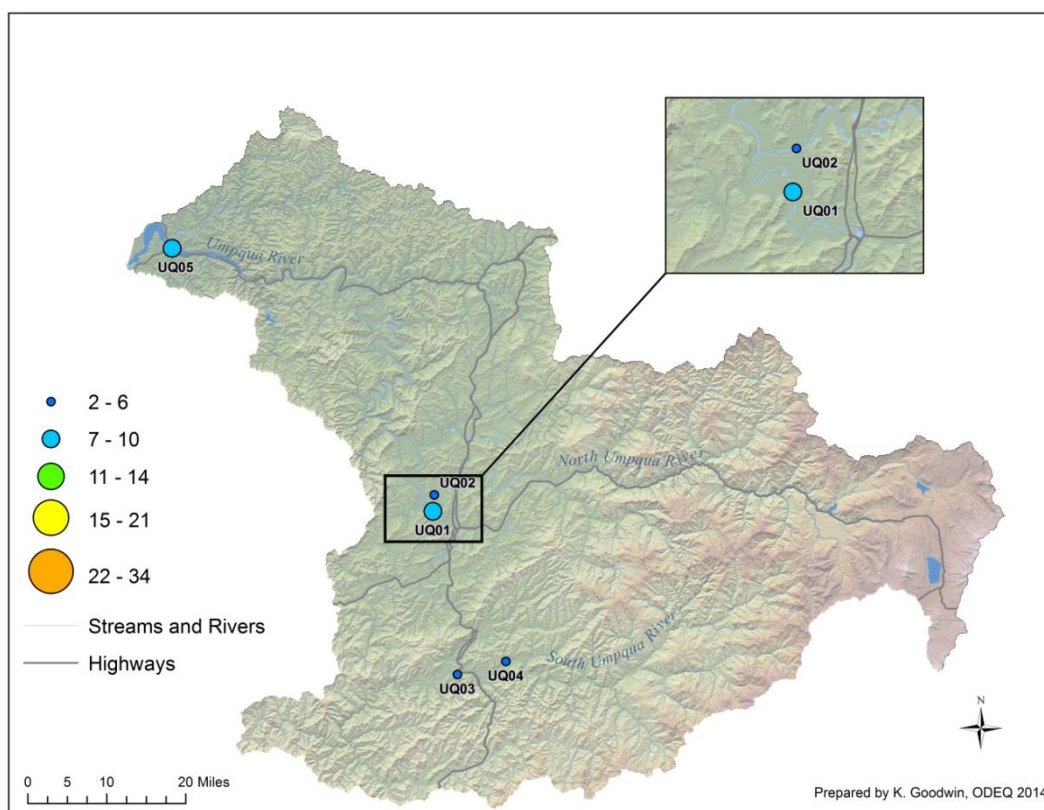 UQ02
UQ01
Umpqua River
UQ05
2 - 6
7 - 10
11 - 14
15 - 21
22 - 34
Streams and Rivers
Highways
North Umpqua River
UQ02
UQ01
South Umpqua River
UQ04
UQ03
N
0 5 10 20 Miles
Prepared by K. Goodwin, ODEQ 2014